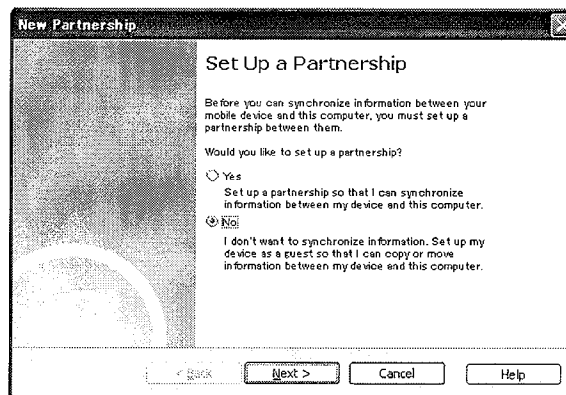 New Partnership
Set Up a Partnership
Before you can synchronize information between your
mobile device and this computer, you must set up a
partnership between them.
Would you like to set up a partnership?
Yes
Set up a partnership so that I can synchronize
information between my device and this computer.
No
I don't want to synchronize information. Set up my
device as a guest so that I can copy or move
information between my device and this computer.
< Back Next > Cancel Help